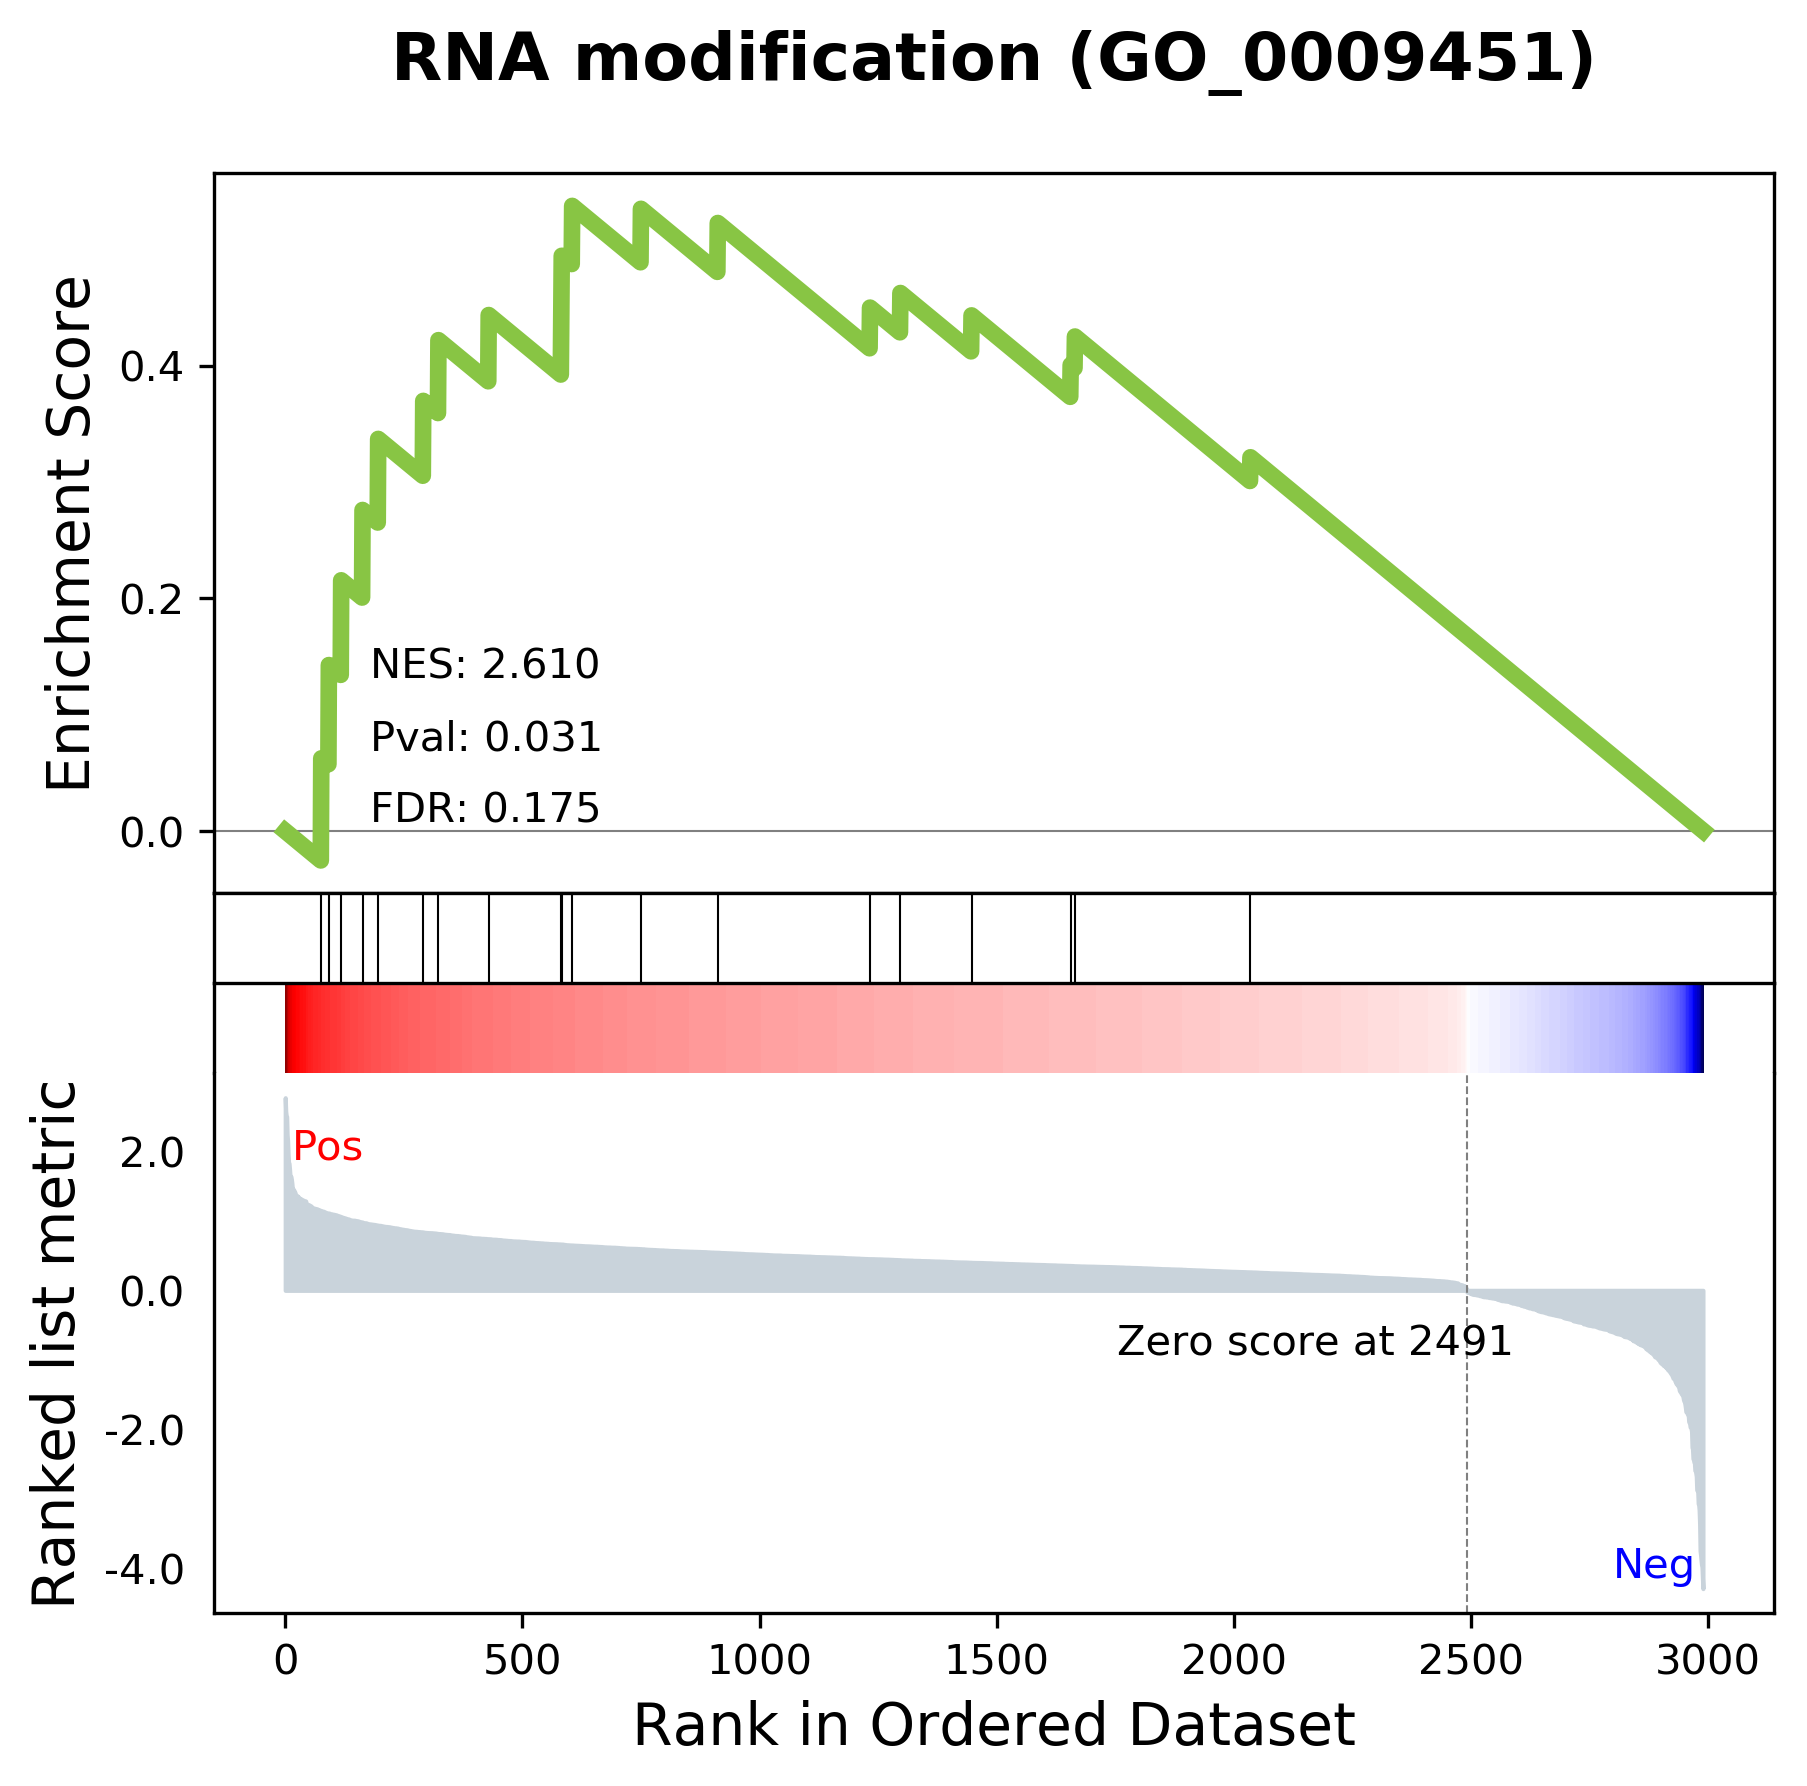 RNA modification (GO_0009451)
Enrichment Score
0.4
0.2
0.0
NES: 2.610
Pval: 0.031
FDR: 0.175
Ranked list metric
2.0
0.0
-2.0
-4.0
Pos
Zero score at 2491
Neg
0 500 1000 1500 2000 2500 3000
Rank in Ordered Dataset